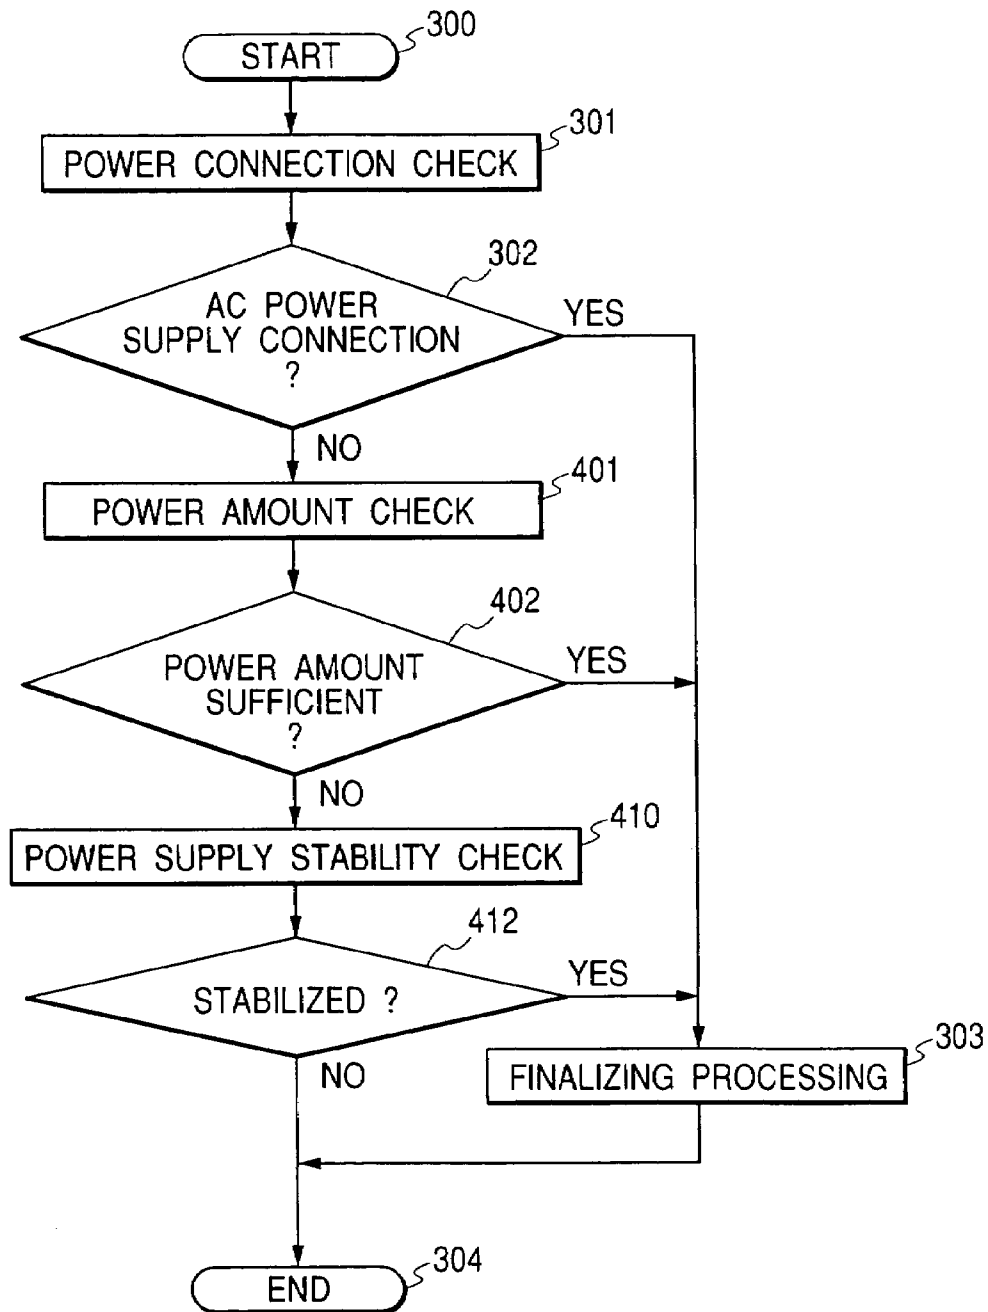 300
START
301
POWER CONNECTION CHECK
302
AC POWER
SUPPLY CONNECTION
?
YES
NO
401
POWER AMOUNT CHECK
402
POWER AMOUNT
SUFFICIENT
?
YES
NO
410
POWER SUPPLY STABILITY CHECK
412
STABILIZED ?
YES
NO
303
FINALIZING PROCESSING
304
END